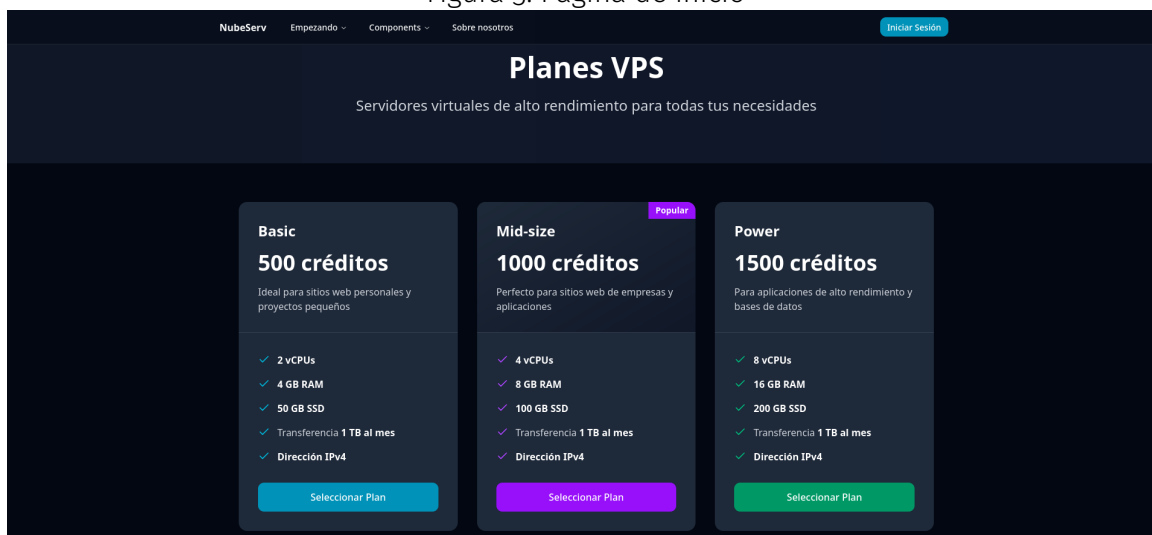 Figura 5. Página de Inicio
NubeServ Empezando Components Sobre nosotros Iniciar Sesión
Planes VPS
Servidores virtuales de alto rendimiento para todas tus necesidades
Basic
500 créditos
Ideal para sitios web personales y
proyectos pequeños
2 vCPUs
4 GB RAM
50 GB SSD
Transferencia 1 TB al mes
Dirección IPv4
Seleccionar Plan
Popular
Mid-size
1000 créditos
Perfecto para sitios web de empresas y
aplicaciones
4 vCPUs
8 GB RAM
100 GB SSD
Transferencia 1 TB al mes
Dirección IPv4
Seleccionar Plan
Power
1500 créditos
Para aplicaciones de alto rendimiento y
bases de datos
8 vCPUs
16 GB RAM
200 GB SSD
Transferencia 1 TB al mes
Dirección IPv4
Seleccionar Plan